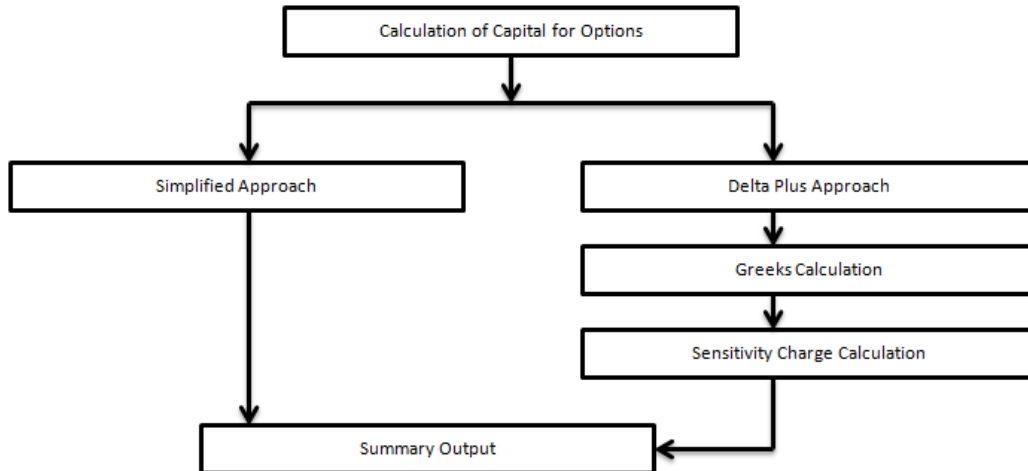 Calculation of Capital for Options
Simplified Approach
Delta Plus Approach
Greeks Calculation
Sensitivity Charge Calculation
Summary Output